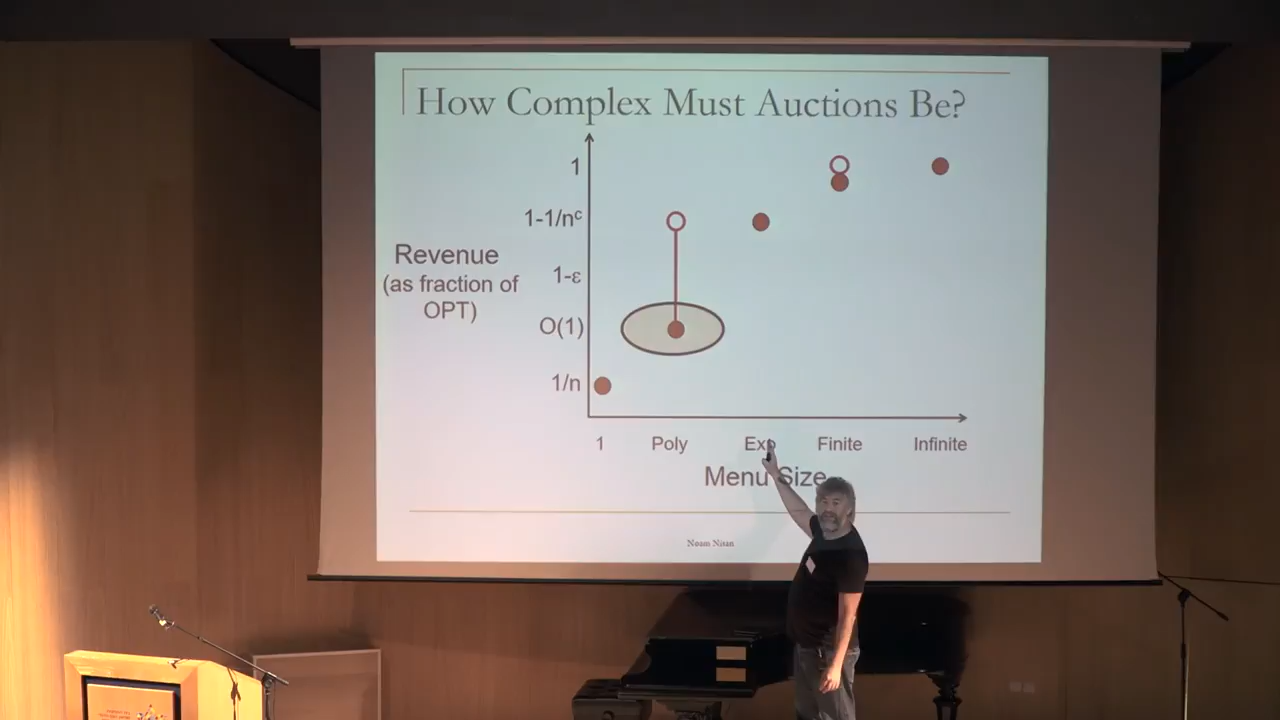 How Complex Must Auctions Be?
1
1-1/nᶜ
Revenue
(as fraction of
OPT)
1-ε
O(1)
1/n
1
Poly
Exp
Finite
Infinite
Menu Size
Noam Nisan